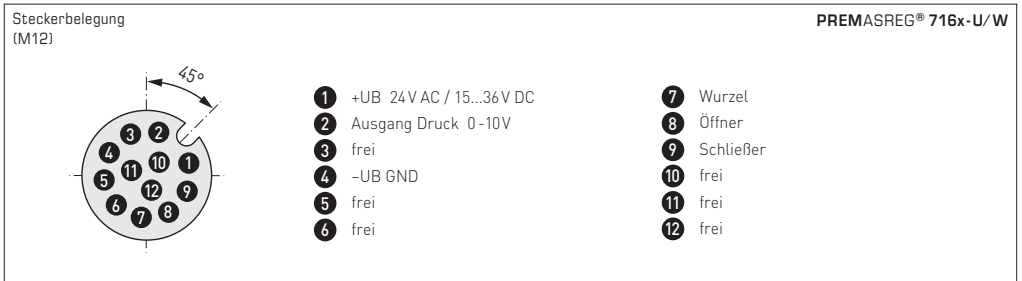 Steckerbelegung
(M12)
PREMASREG® 716x-U/W
45°
3 2
4 11 10 1
5 12 9
6 7 8
1 +UB 24 V AC / 15...36 V DC
2 Ausgang Druck 0-10 V
3 frei
4 –UB GND
5 frei
6 frei
7 Wurzel
8 Öffner
9 Schließer
10 frei
11 frei
12 frei